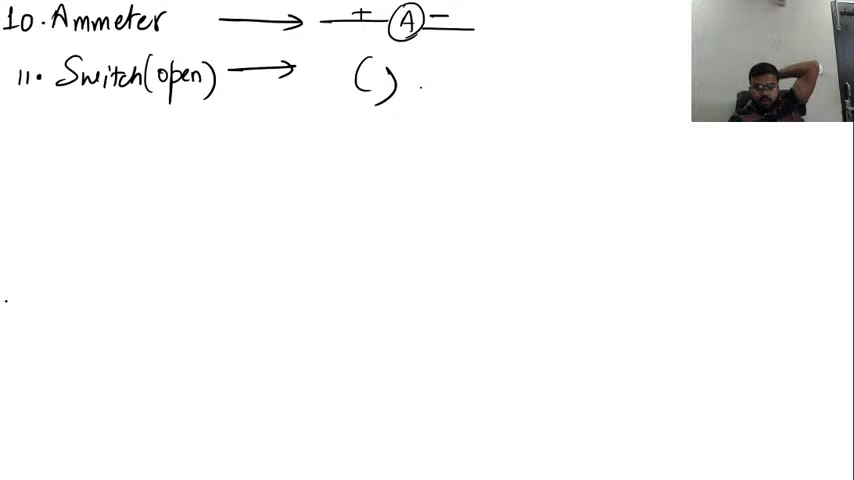 10. Ammeter + A -
11. Switch(open) ( ) .